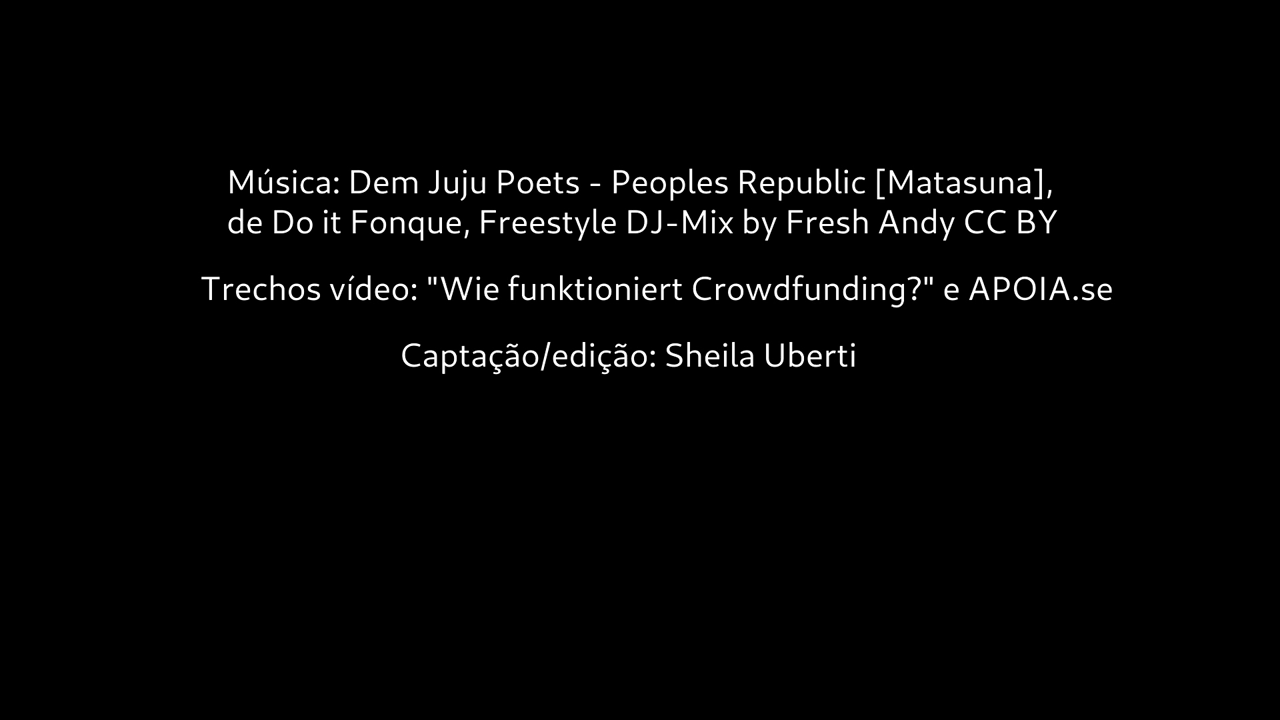 Música: Dem Juju Poets - Peoples Republic [Matasuna],
de Do it Fonque, Freestyle DJ-Mix by Fresh Andy CC BY
Trechos vídeo: "Wie funktioniert Crowdfunding?" e APOIA.se
Captação/edição: Sheila Uberti